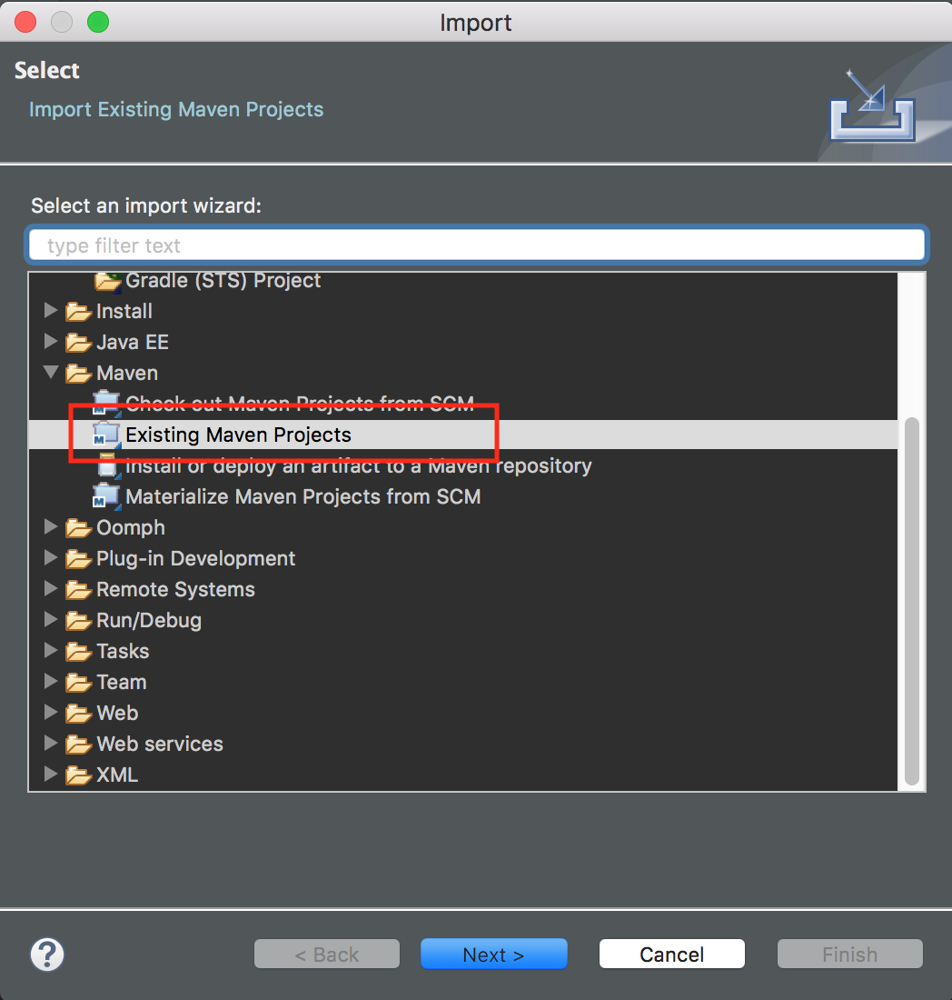 Import
Select
Import Existing Maven Projects
Select an import wizard:
type filter text
Gradle (STS) Project
Install
Java EE
Maven
Check out Maven Projects from SCM
Existing Maven Projects
Install or deploy an artifact to a Maven repository
Materialize Maven Projects from SCM
Oomph
Plug-in Development
Remote Systems
Run/Debug
Tasks
Team
Web
Web services
XML
? < Back Next > Cancel Finish